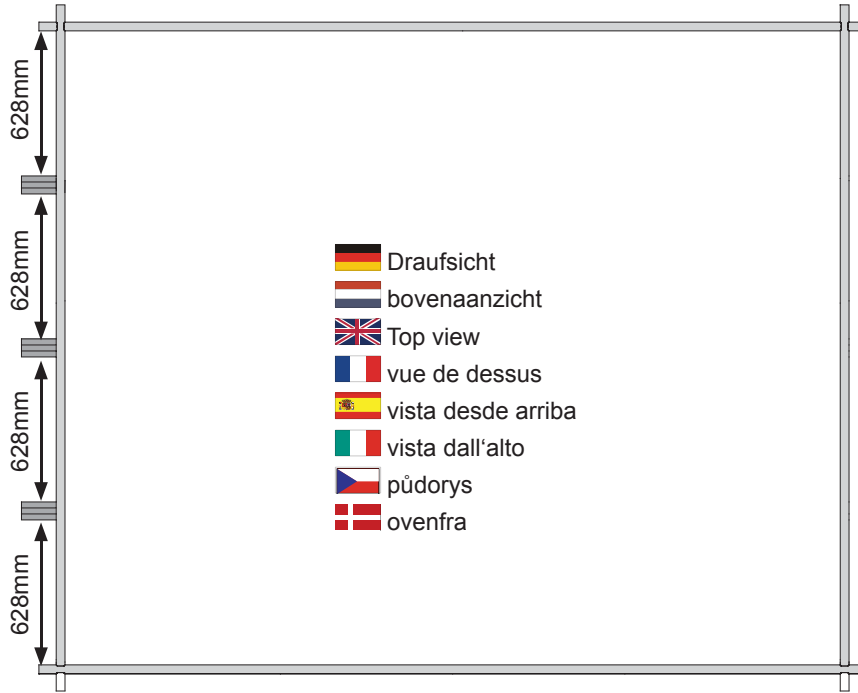 628mm
628mm
628mm
628mm
Draufsicht
bovenaanzicht
Top view
vue de dessus
vista desde arriba
vista dall‘alto
půdorys
ovenfra